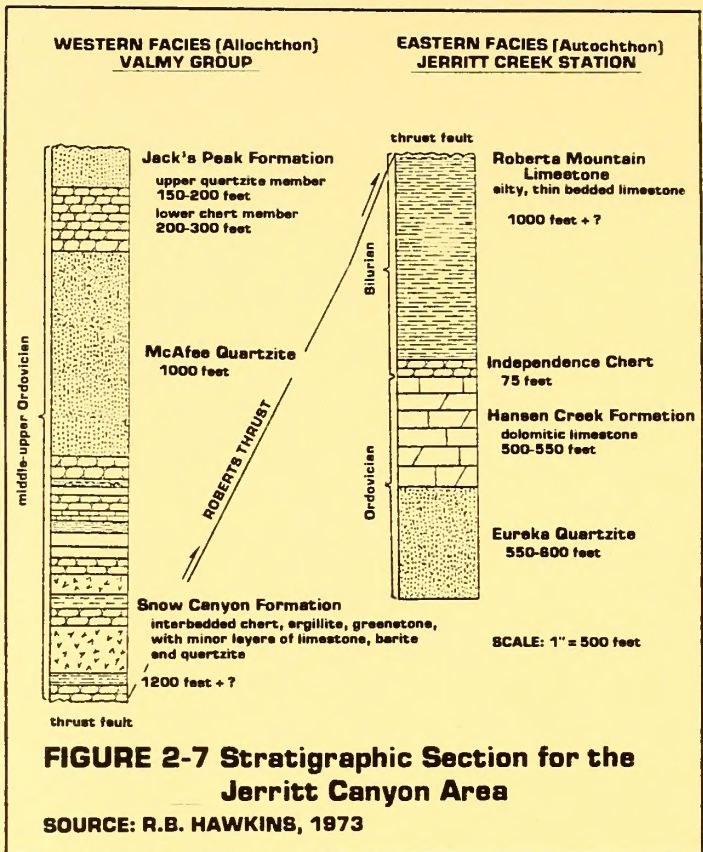 WESTERN FACIES (Allochthon)
VALMY GROUP
EASTERN FACIES (Autochthon)
JERRITT CREEK STATION
Jack's Peak Formation
upper quartzite member
150-200 feet
lower chert member
200-300 feet
McAfee Quartzite
1000 feet
middle-upper Ordovician
Snow Canyon Formation
interbedded chert, argillite, greenstone,
with minor layers of limestone, barite
and quartzite
1200 feet + ?
thrust fault
ROBERTS THRUST
thrust fault
Roberts Mountain
Limestone
silty, thin bedded limestone
1000 feet + ?
Silurian
Independence Chert
75 feet
Hansen Creek Formation
dolomitic limestone
500-550 feet
Ordovician
Eureka Quartzite
550-600 feet
SCALE: 1" = 500 feet
FIGURE 2-7 Stratigraphic Section for the
Jerritt Canyon Area
SOURCE: R.B. HAWKINS, 1973